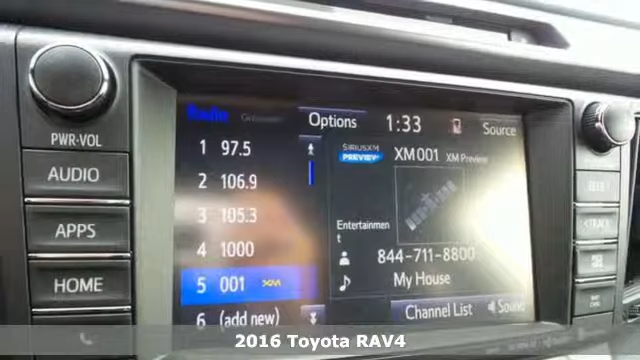 Radio Options 1:33 Source
PWR•VOL
AUDIO
APPS
HOME
1 97.5
2 106.9
3 105.3
4 1000
5 001 XM
6 (add new)
SIRIUSXM
PREVIEW
XM001 XM Preview
Entertainmen
t
844-711-8800
My House
Channel List Sound
2016 Toyota RAV4